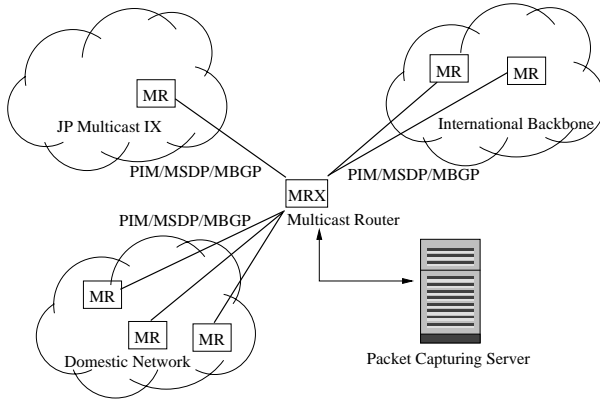 MR
MR
MR
JP Multicast IX
International Backbone
PIM/MSDP/MBGP
PIM/MSDP/MBGP
MRX
PIM/MSDP/MBGP
Multicast Router
MR
MR
MR
Domestic Network
Packet Capturing Server